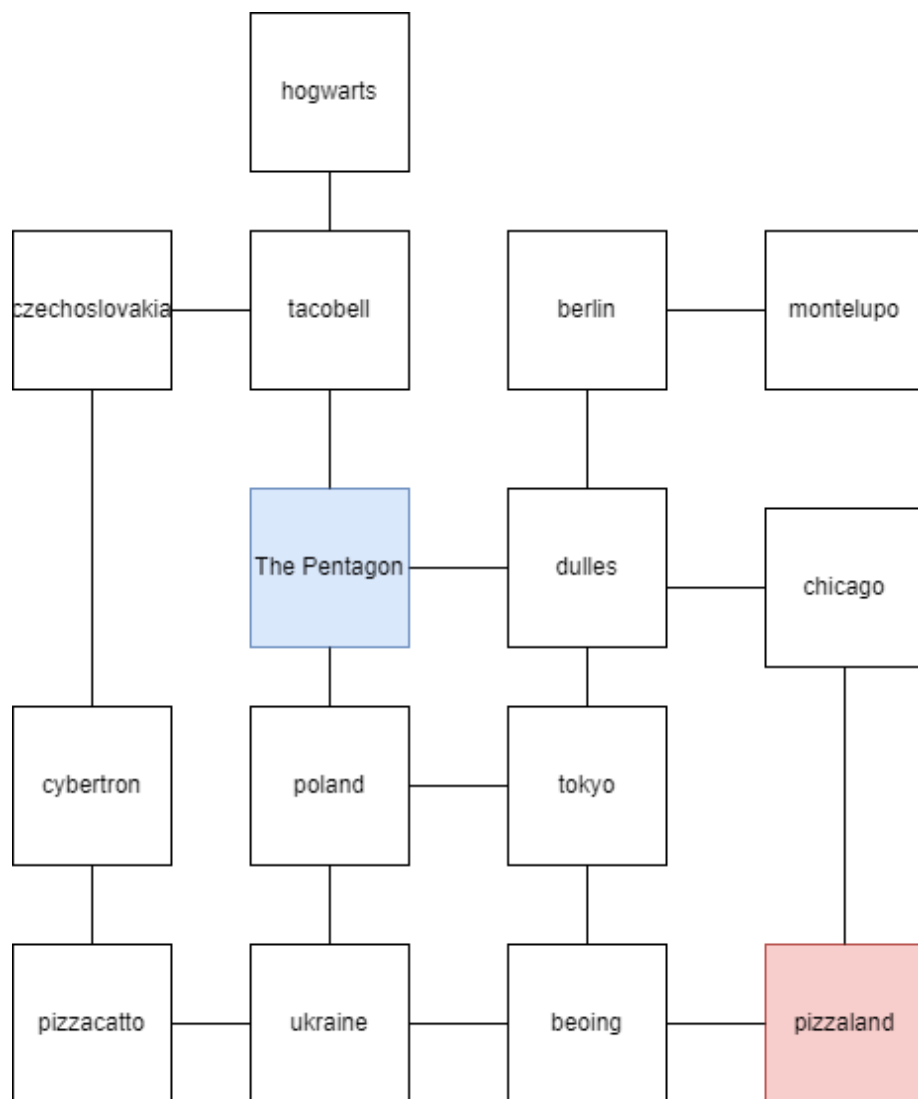 hogwarts
czechoslovakia
tacobell
berlin
montelupo
The Pentagon
dulles
chicago
cybertron
poland
tokyo
pizzacatto
ukraine
beoing
pizzaland